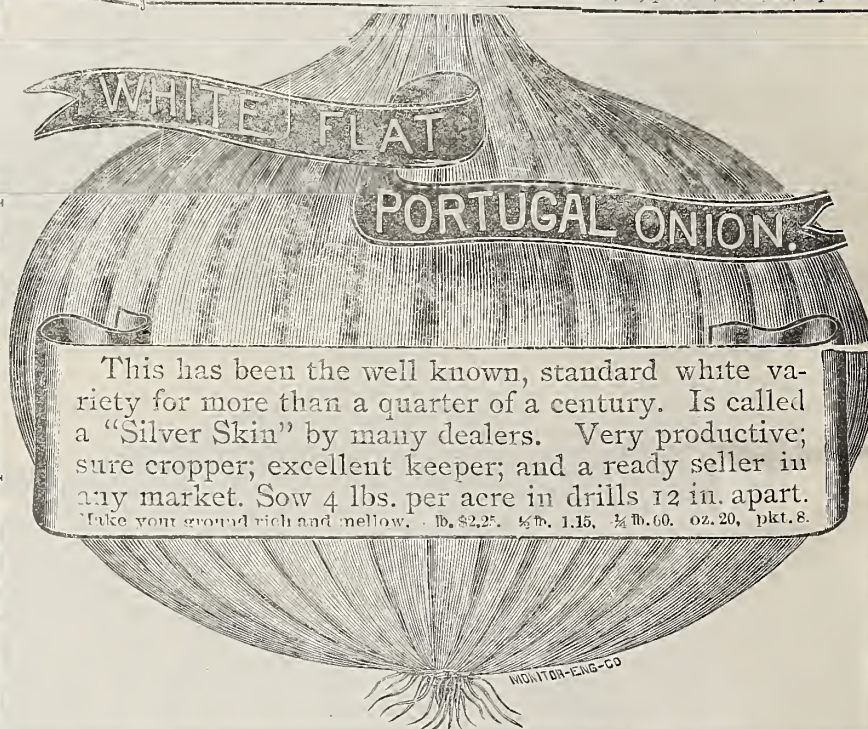 WHITE FLAT
PORTUGAL ONION.
This has been the well known, standard white va-
riety for more than a quarter of a century. Is called
a "Silver Skin" by many dealers. Very productive;
sure cropper; excellent keeper; and a ready seller in
any market. Sow 4 lbs. per acre in drills 12 in. apart.
Make your ground rich and mellow. lb. $2.25. ½ lb. 1.15, ¼ lb. .60. oz. 20, pkt. 8.
MONITOR-ENG-CO